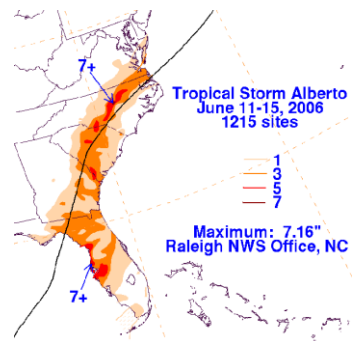 7+
Tropical Storm Alberto
June 11-15, 2006
1215 sites
1
3
5
7
Maximum: 7.16"
Raleigh NWS Office, NC
7+